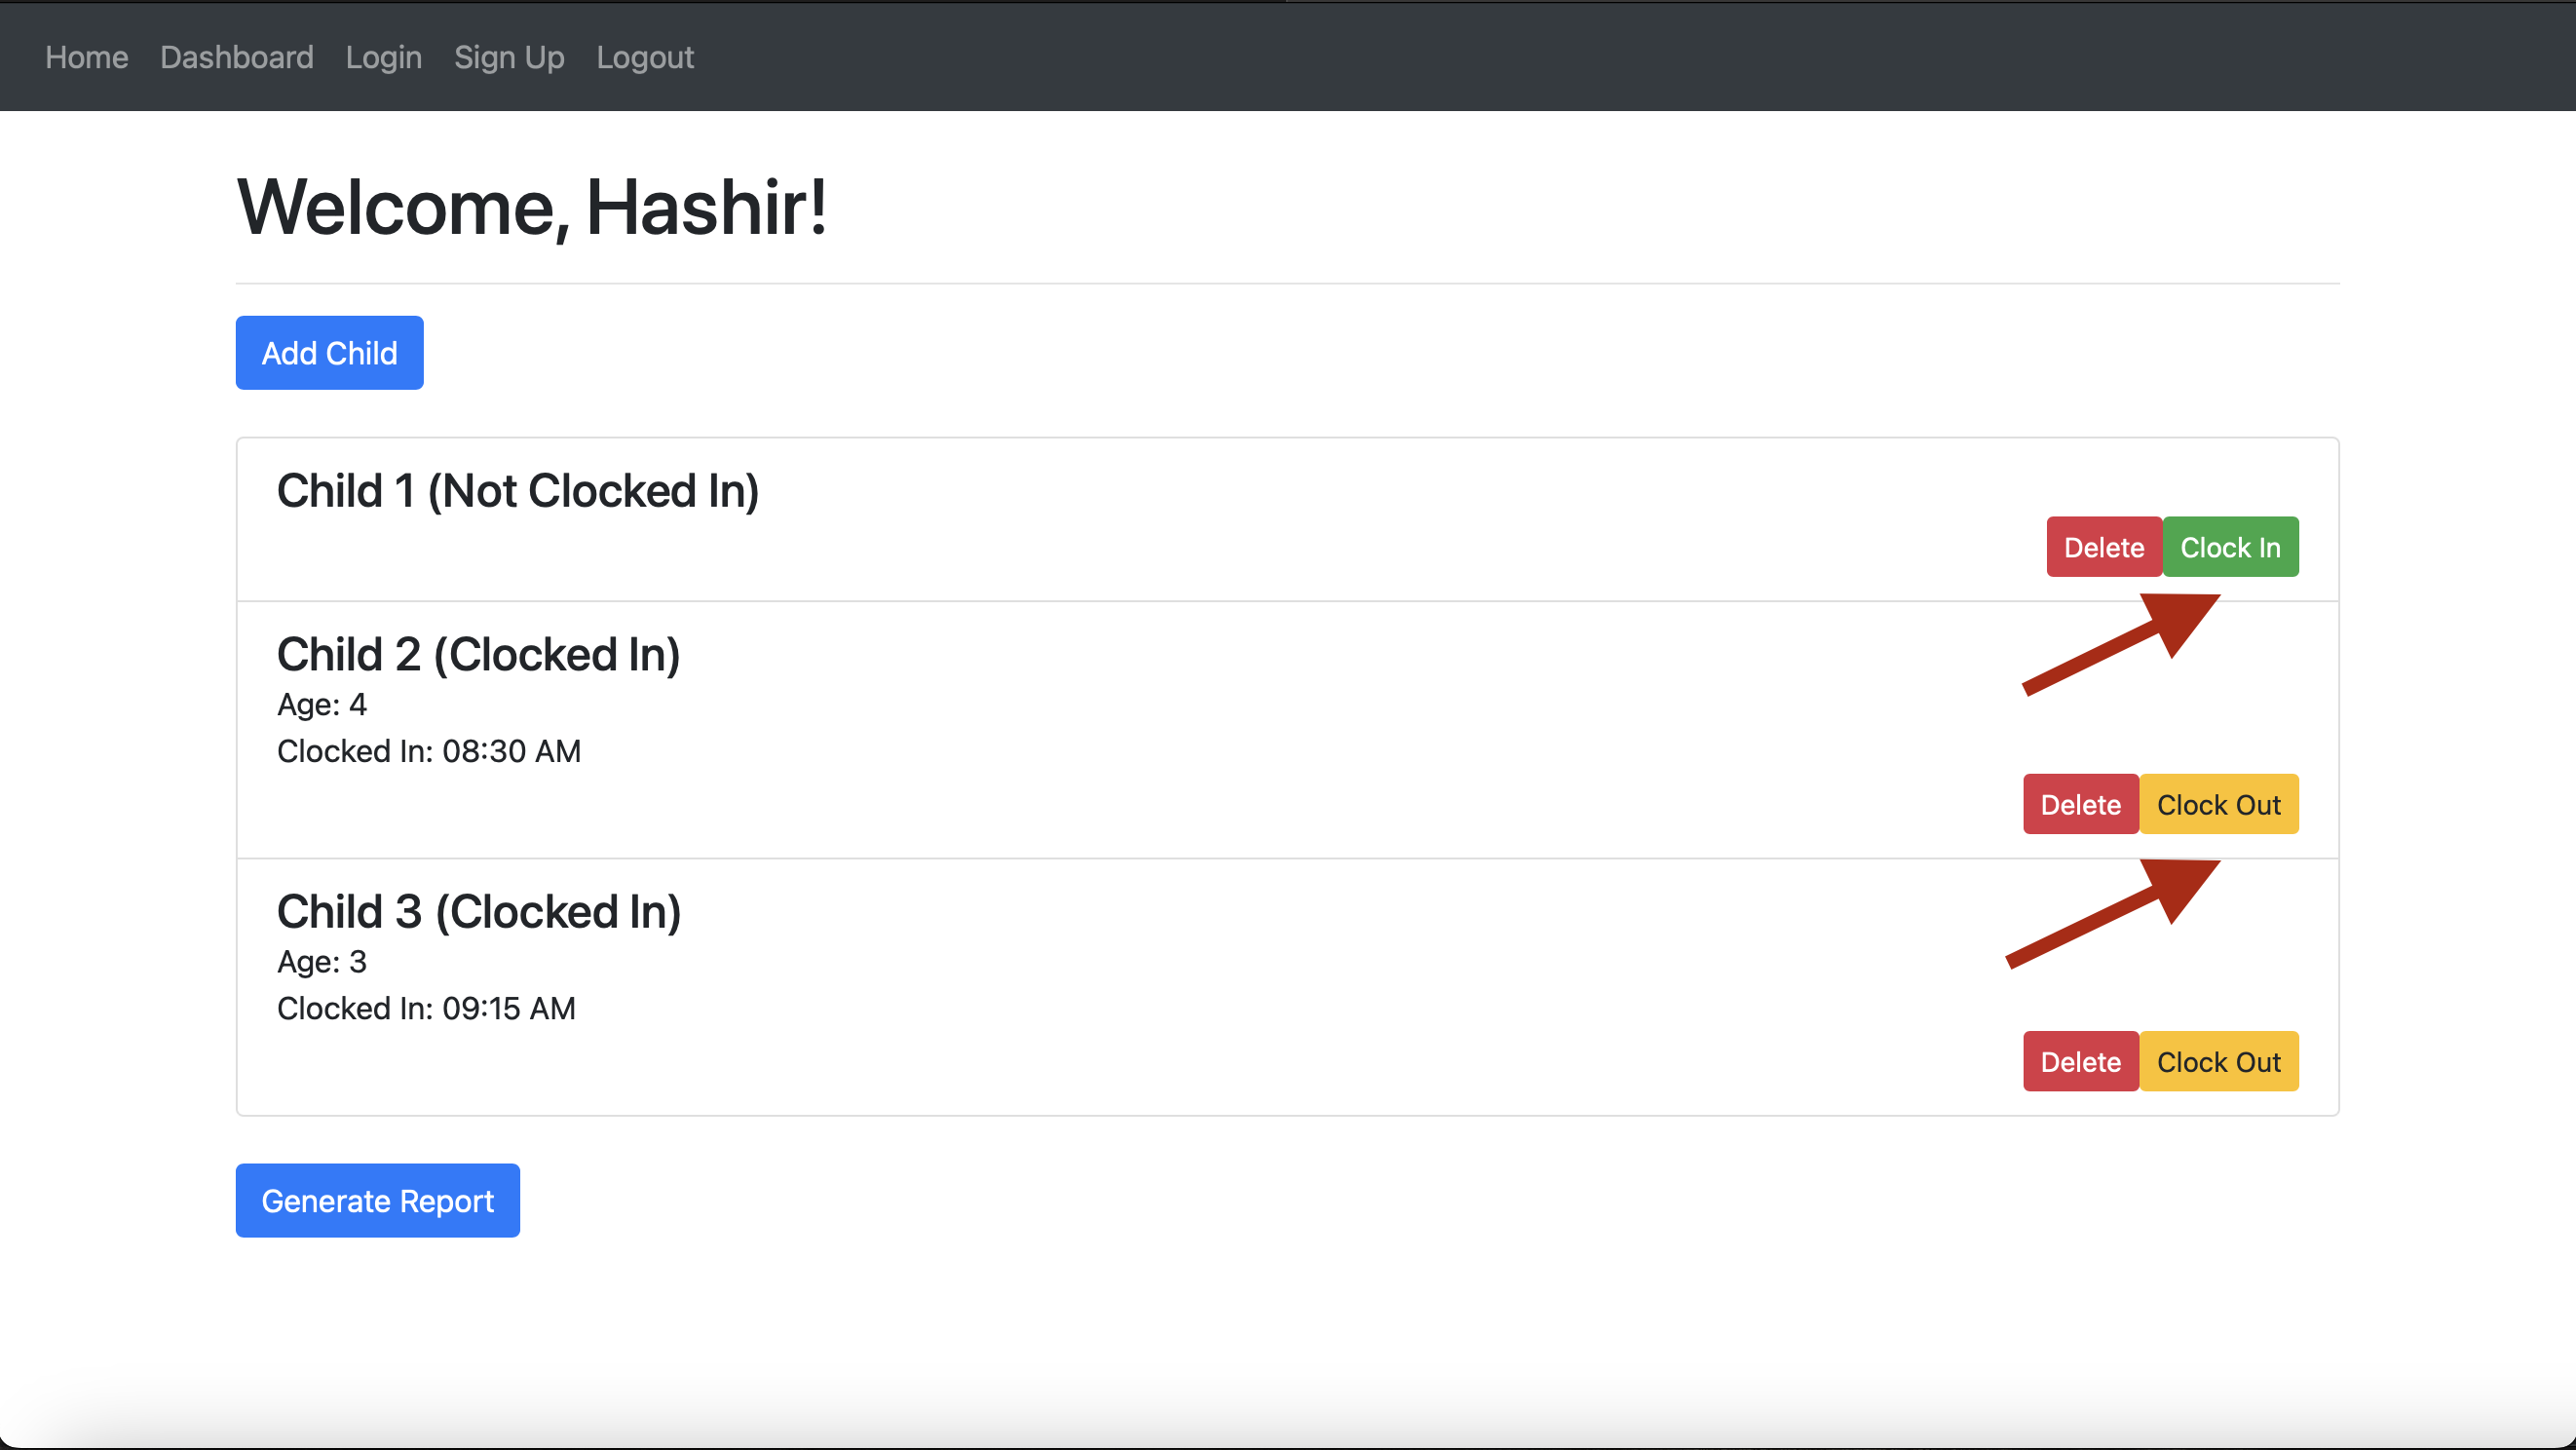 Home Dashboard Login Sign Up Logout
Welcome, Hashir!
Add Child
Child 1 (Not Clocked In)
Delete Clock In
Child 2 (Clocked In)
Age: 4
Clocked In: 08:30 AM
Delete Clock Out
Child 3 (Clocked In)
Age: 3
Clocked In: 09:15 AM
Delete Clock Out
Generate Report